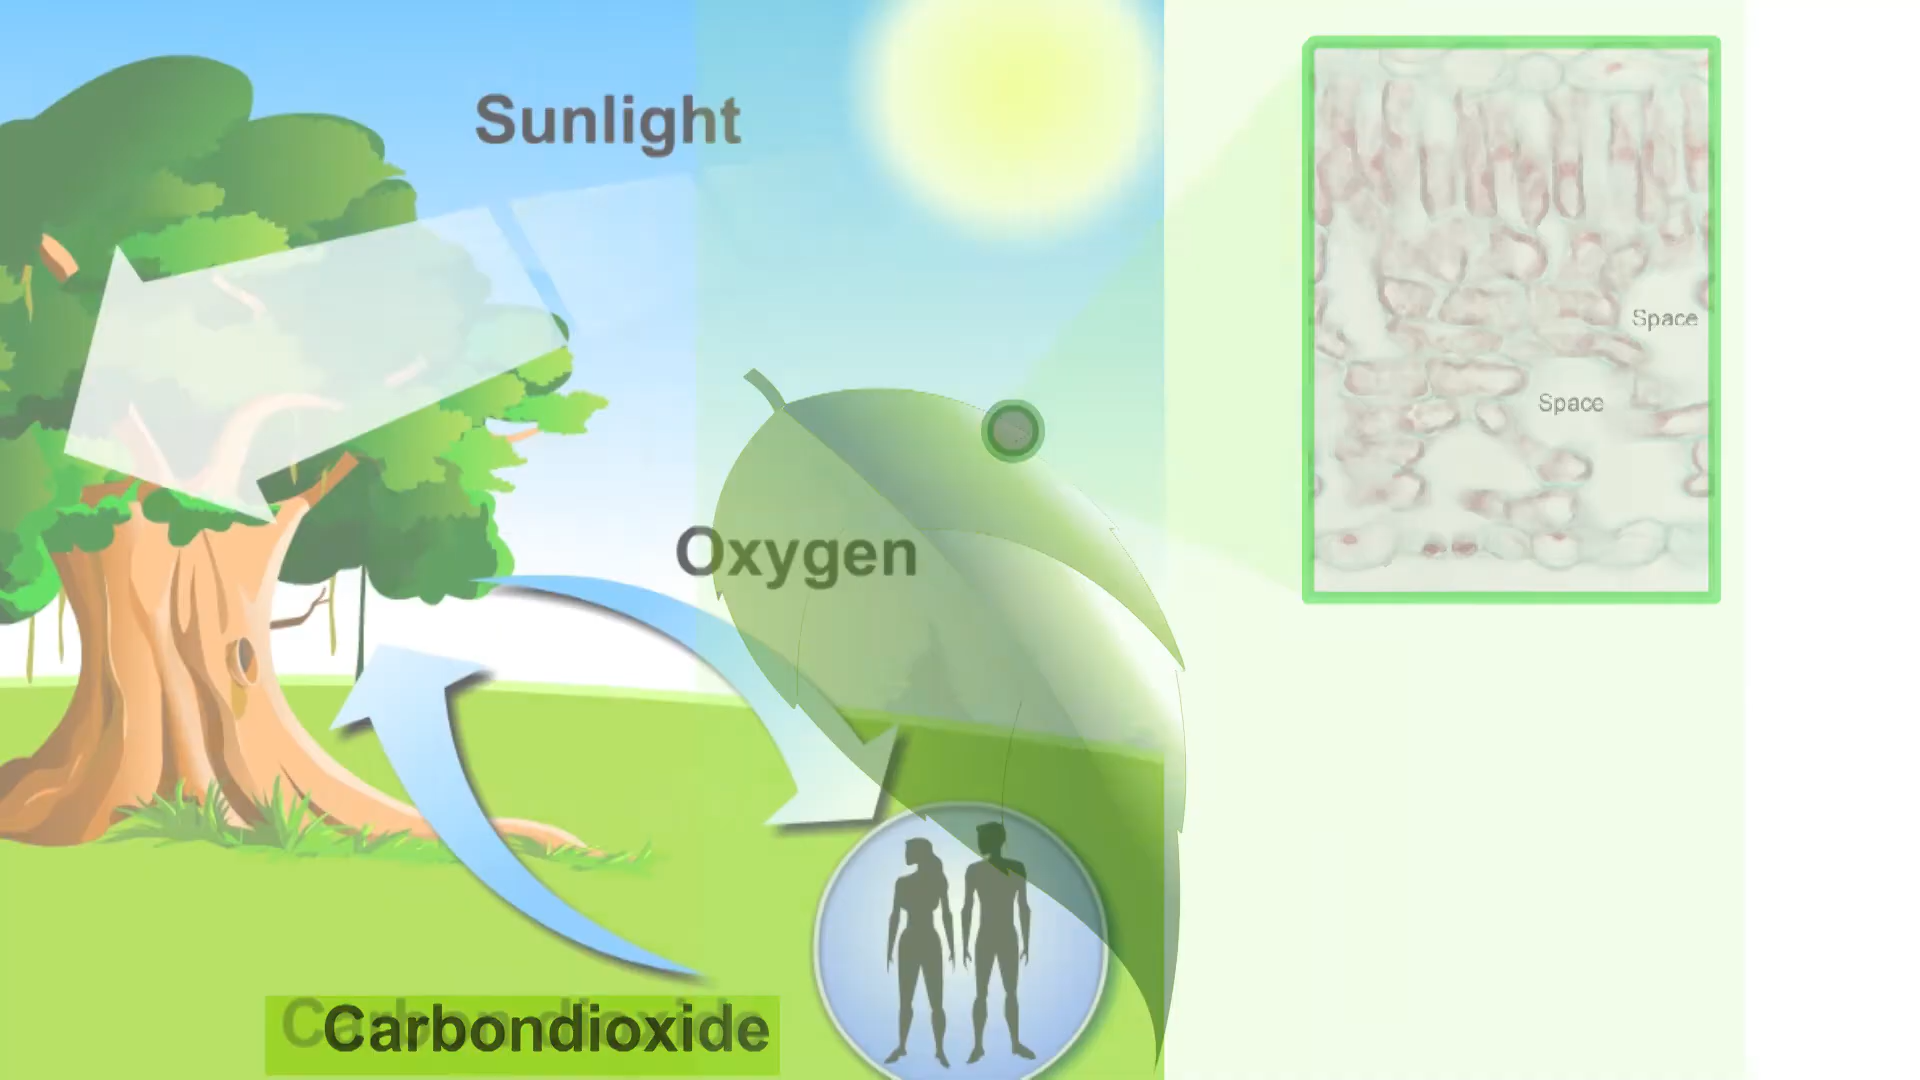 Sunlight
Space
Space
Oxygen
Carbondioxide